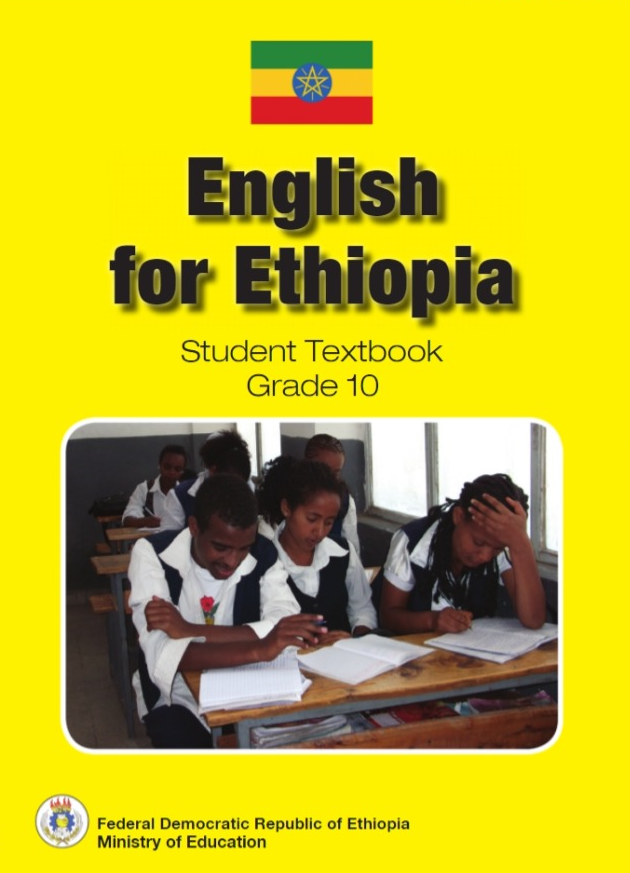 English
for Ethiopia
Student Textbook
Grade 10
Federal Democratic Republic of Ethiopia
Ministry of Education